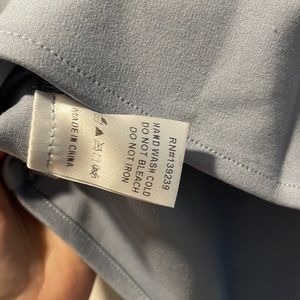 RN#139239
HAND WASH COLD
DO NOT BLEACH
DO NOT IRON
MADE IN CHINA